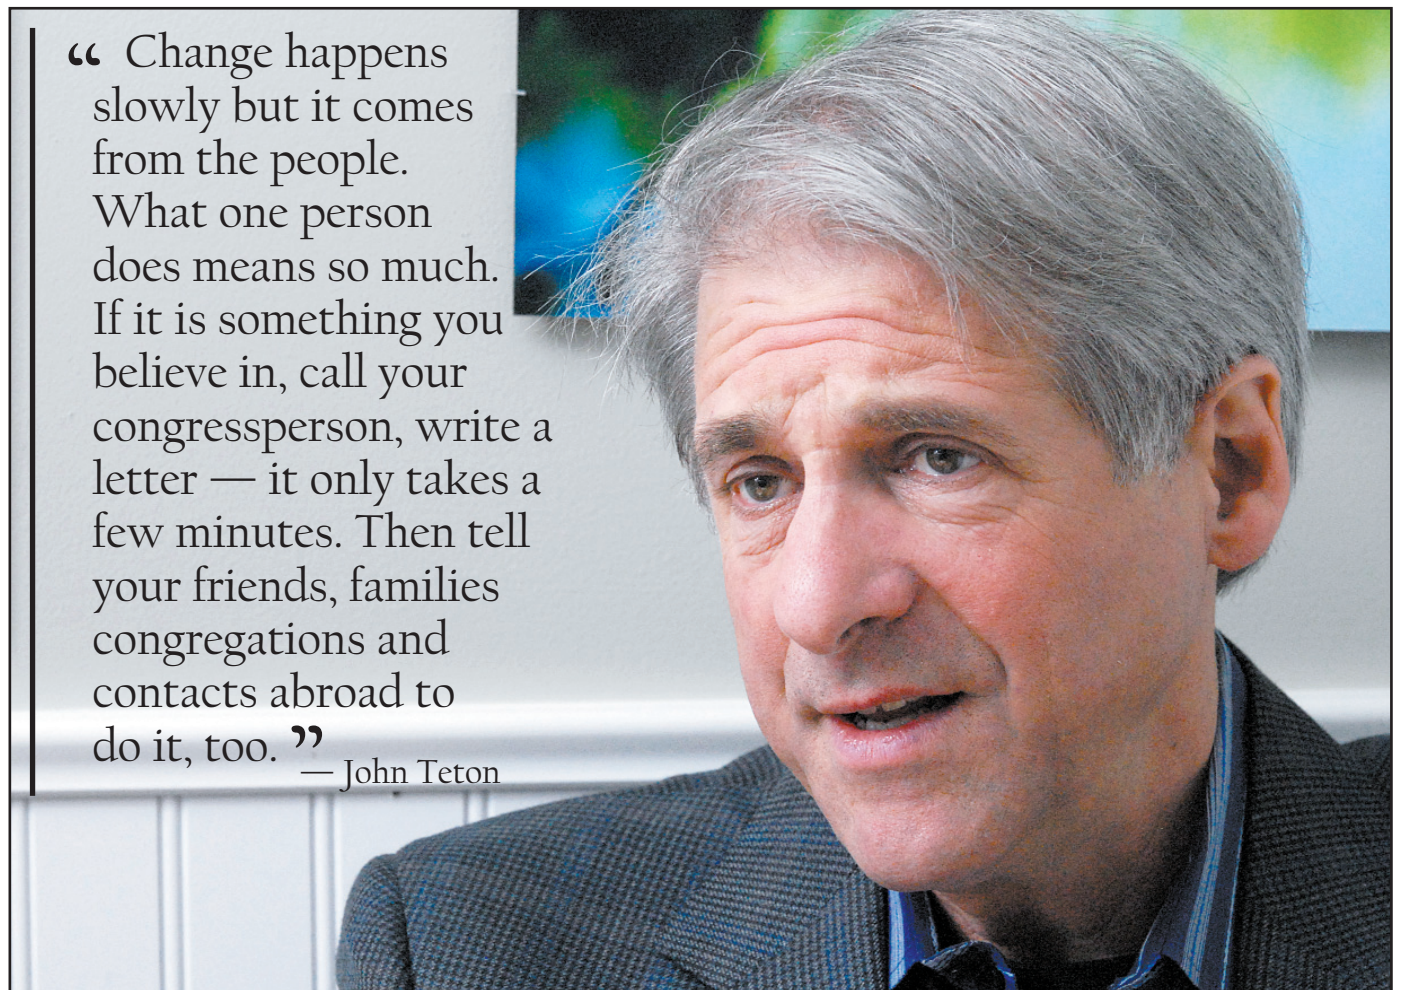 “ Change happens
slowly but it comes
from the people.
What one person
does means so much.
If it is something you
believe in, call your
congressperson, write a
letter — it only takes a
few minutes. Then tell
your friends, families
congregations and
contacts abroad to
do it, too. ”
— John Teton